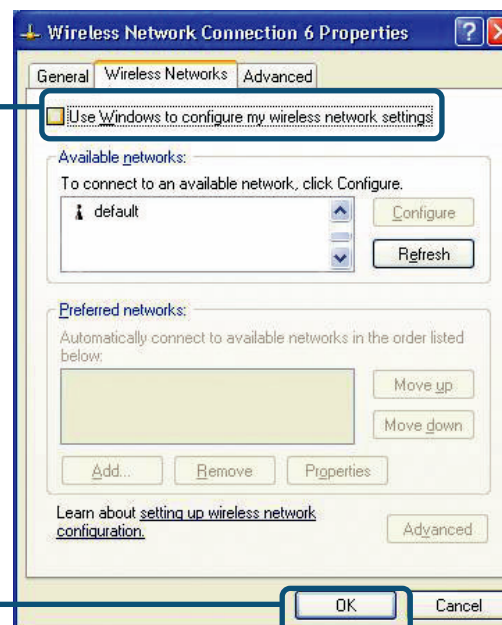 Wireless Network Connection 6 Properties
General Wireless Networks Advanced
Use Windows to configure my wireless network settings
Available networks:
To connect to an available network, click Configure.
default
Configure
Refresh
Preferred networks:
Automatically connect to available networks in the order listed
below:
Move up
Move down
Add... Remove Properties
Learn about setting up wireless network
configuration.
Advanced
OK Cancel